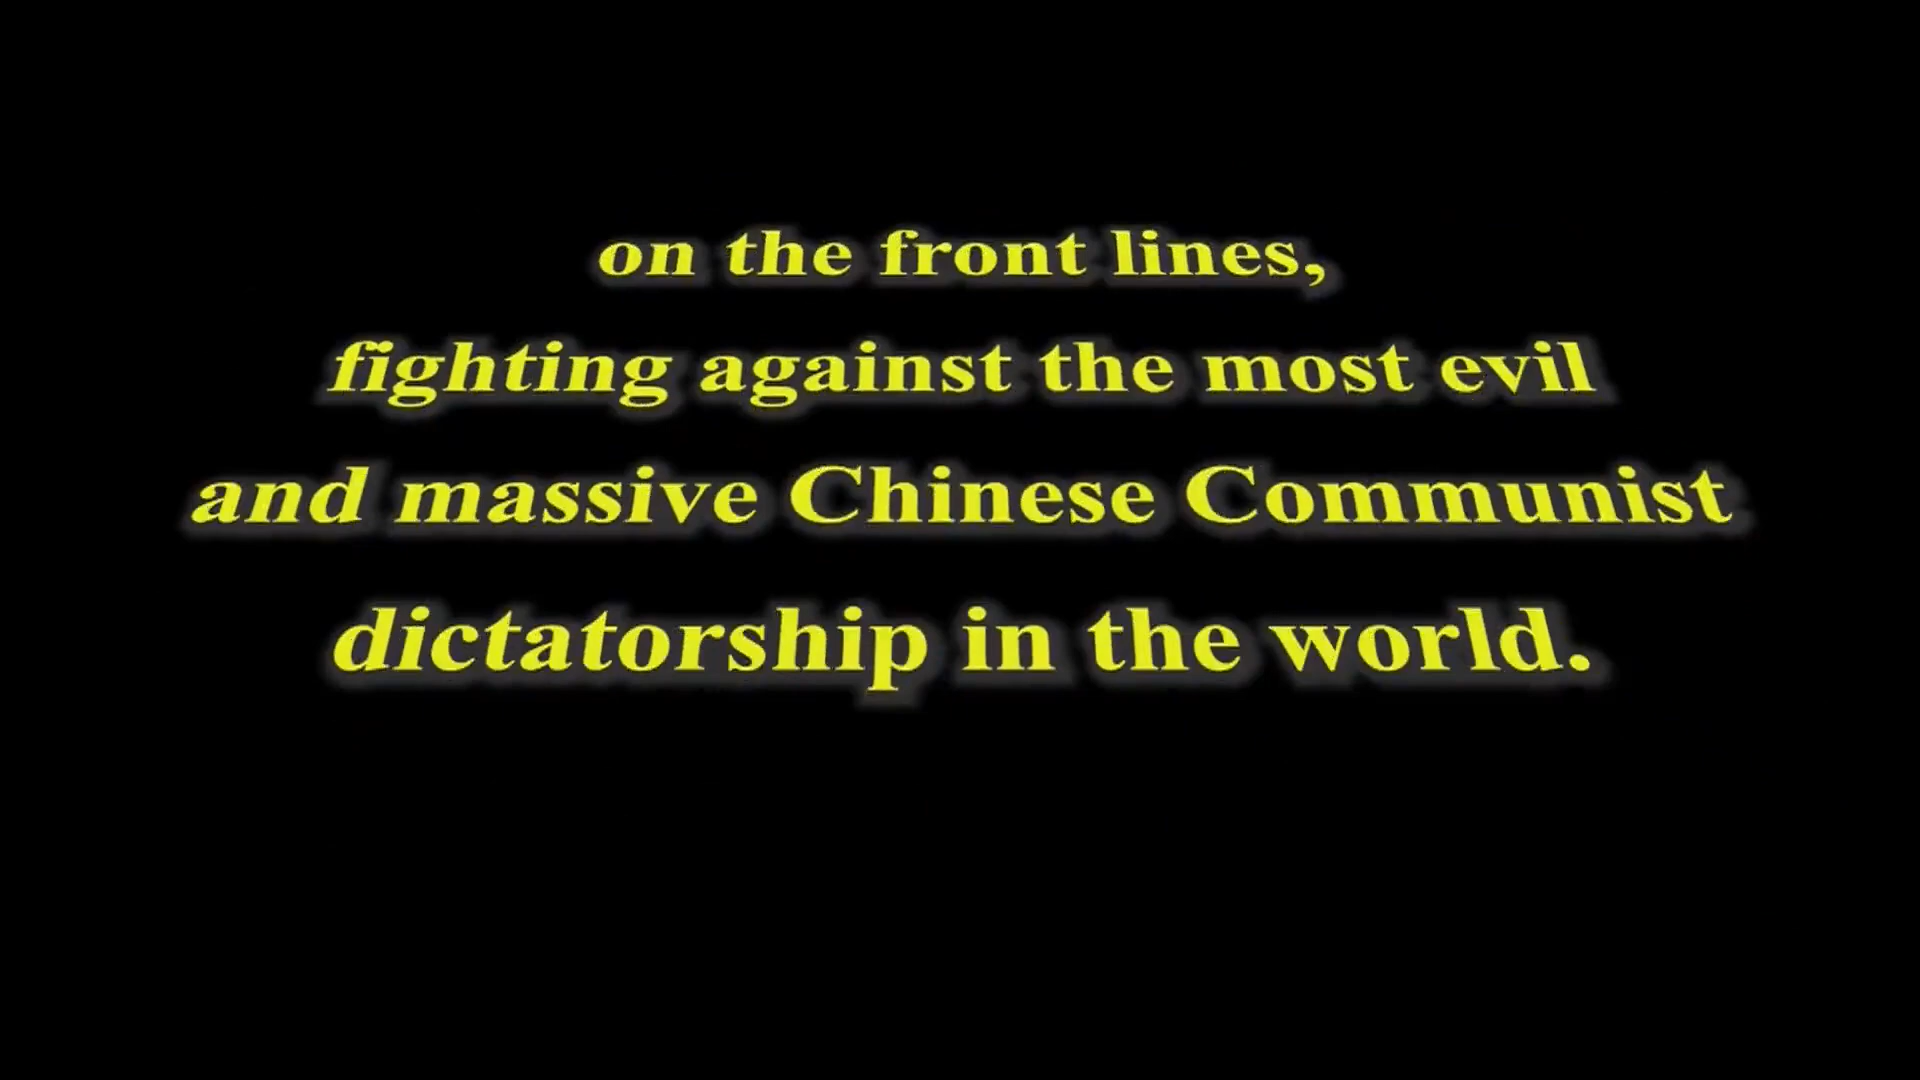 on the front lines,
fighting against the most evil
and massive Chinese Communist
dictatorship in the world.